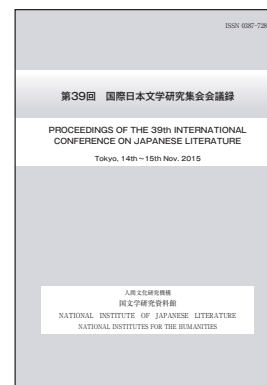 ISSN 0387-728
第39回 国際日本文学研究集会会議録
PROCEEDINGS OF THE 39th INTERNATIONAL
CONFERENCE ON JAPANESE LITERATURE
Tokyo, 14th～15th Nov. 2015
人間文化研究機構
国文学研究資料館
NATIONAL INSTITUTE OF JAPANESE LITERATURE
NATIONAL INSTITUTES FOR THE HUMANITIES